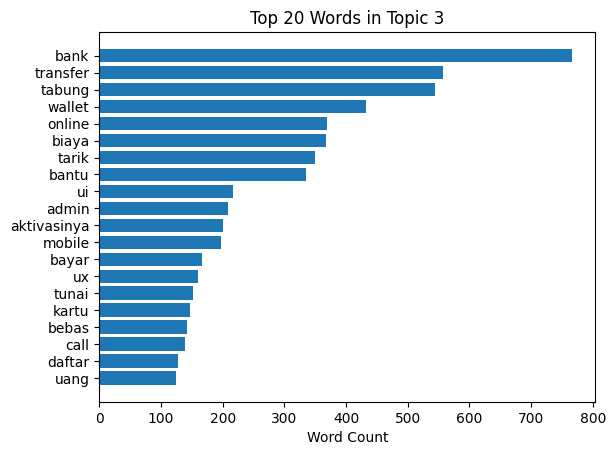 Top 20 Words in Topic 3
bank
transfer
tabung
wallet
online
biaya
tarik
bantu
ui
admin
aktivasinya
mobile
bayar
ux
tunai
kartu
bebas
call
daftar
uang
0 100 200 300 400 500 600 700 800
Word Count